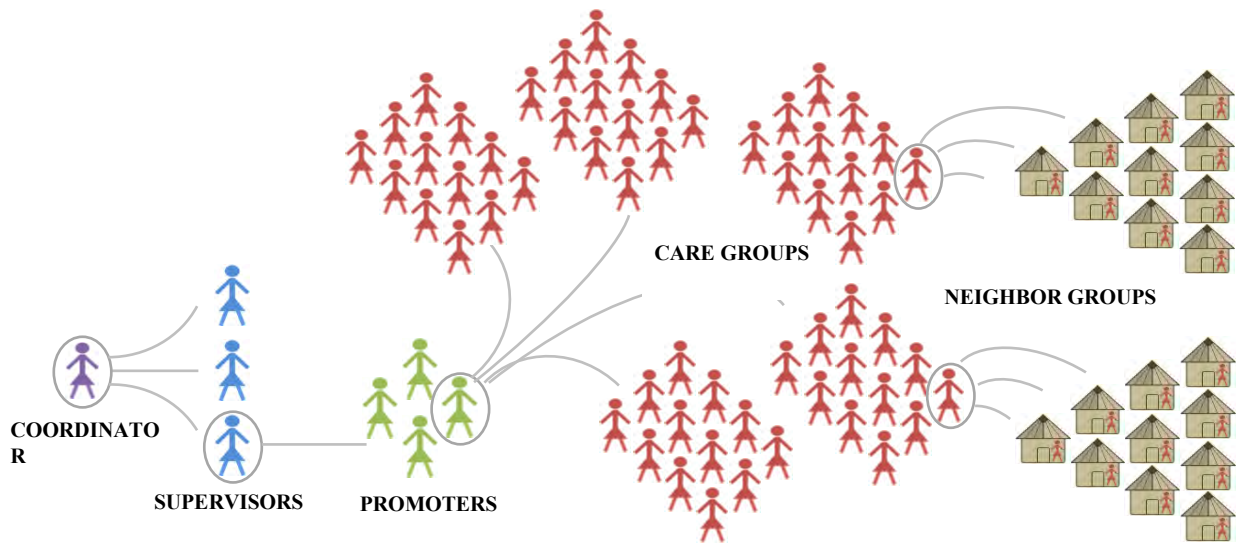 CARE GROUPS
NEIGHBOR GROUPS
COORDINATO
R
SUPERVISORS
PROMOTERS